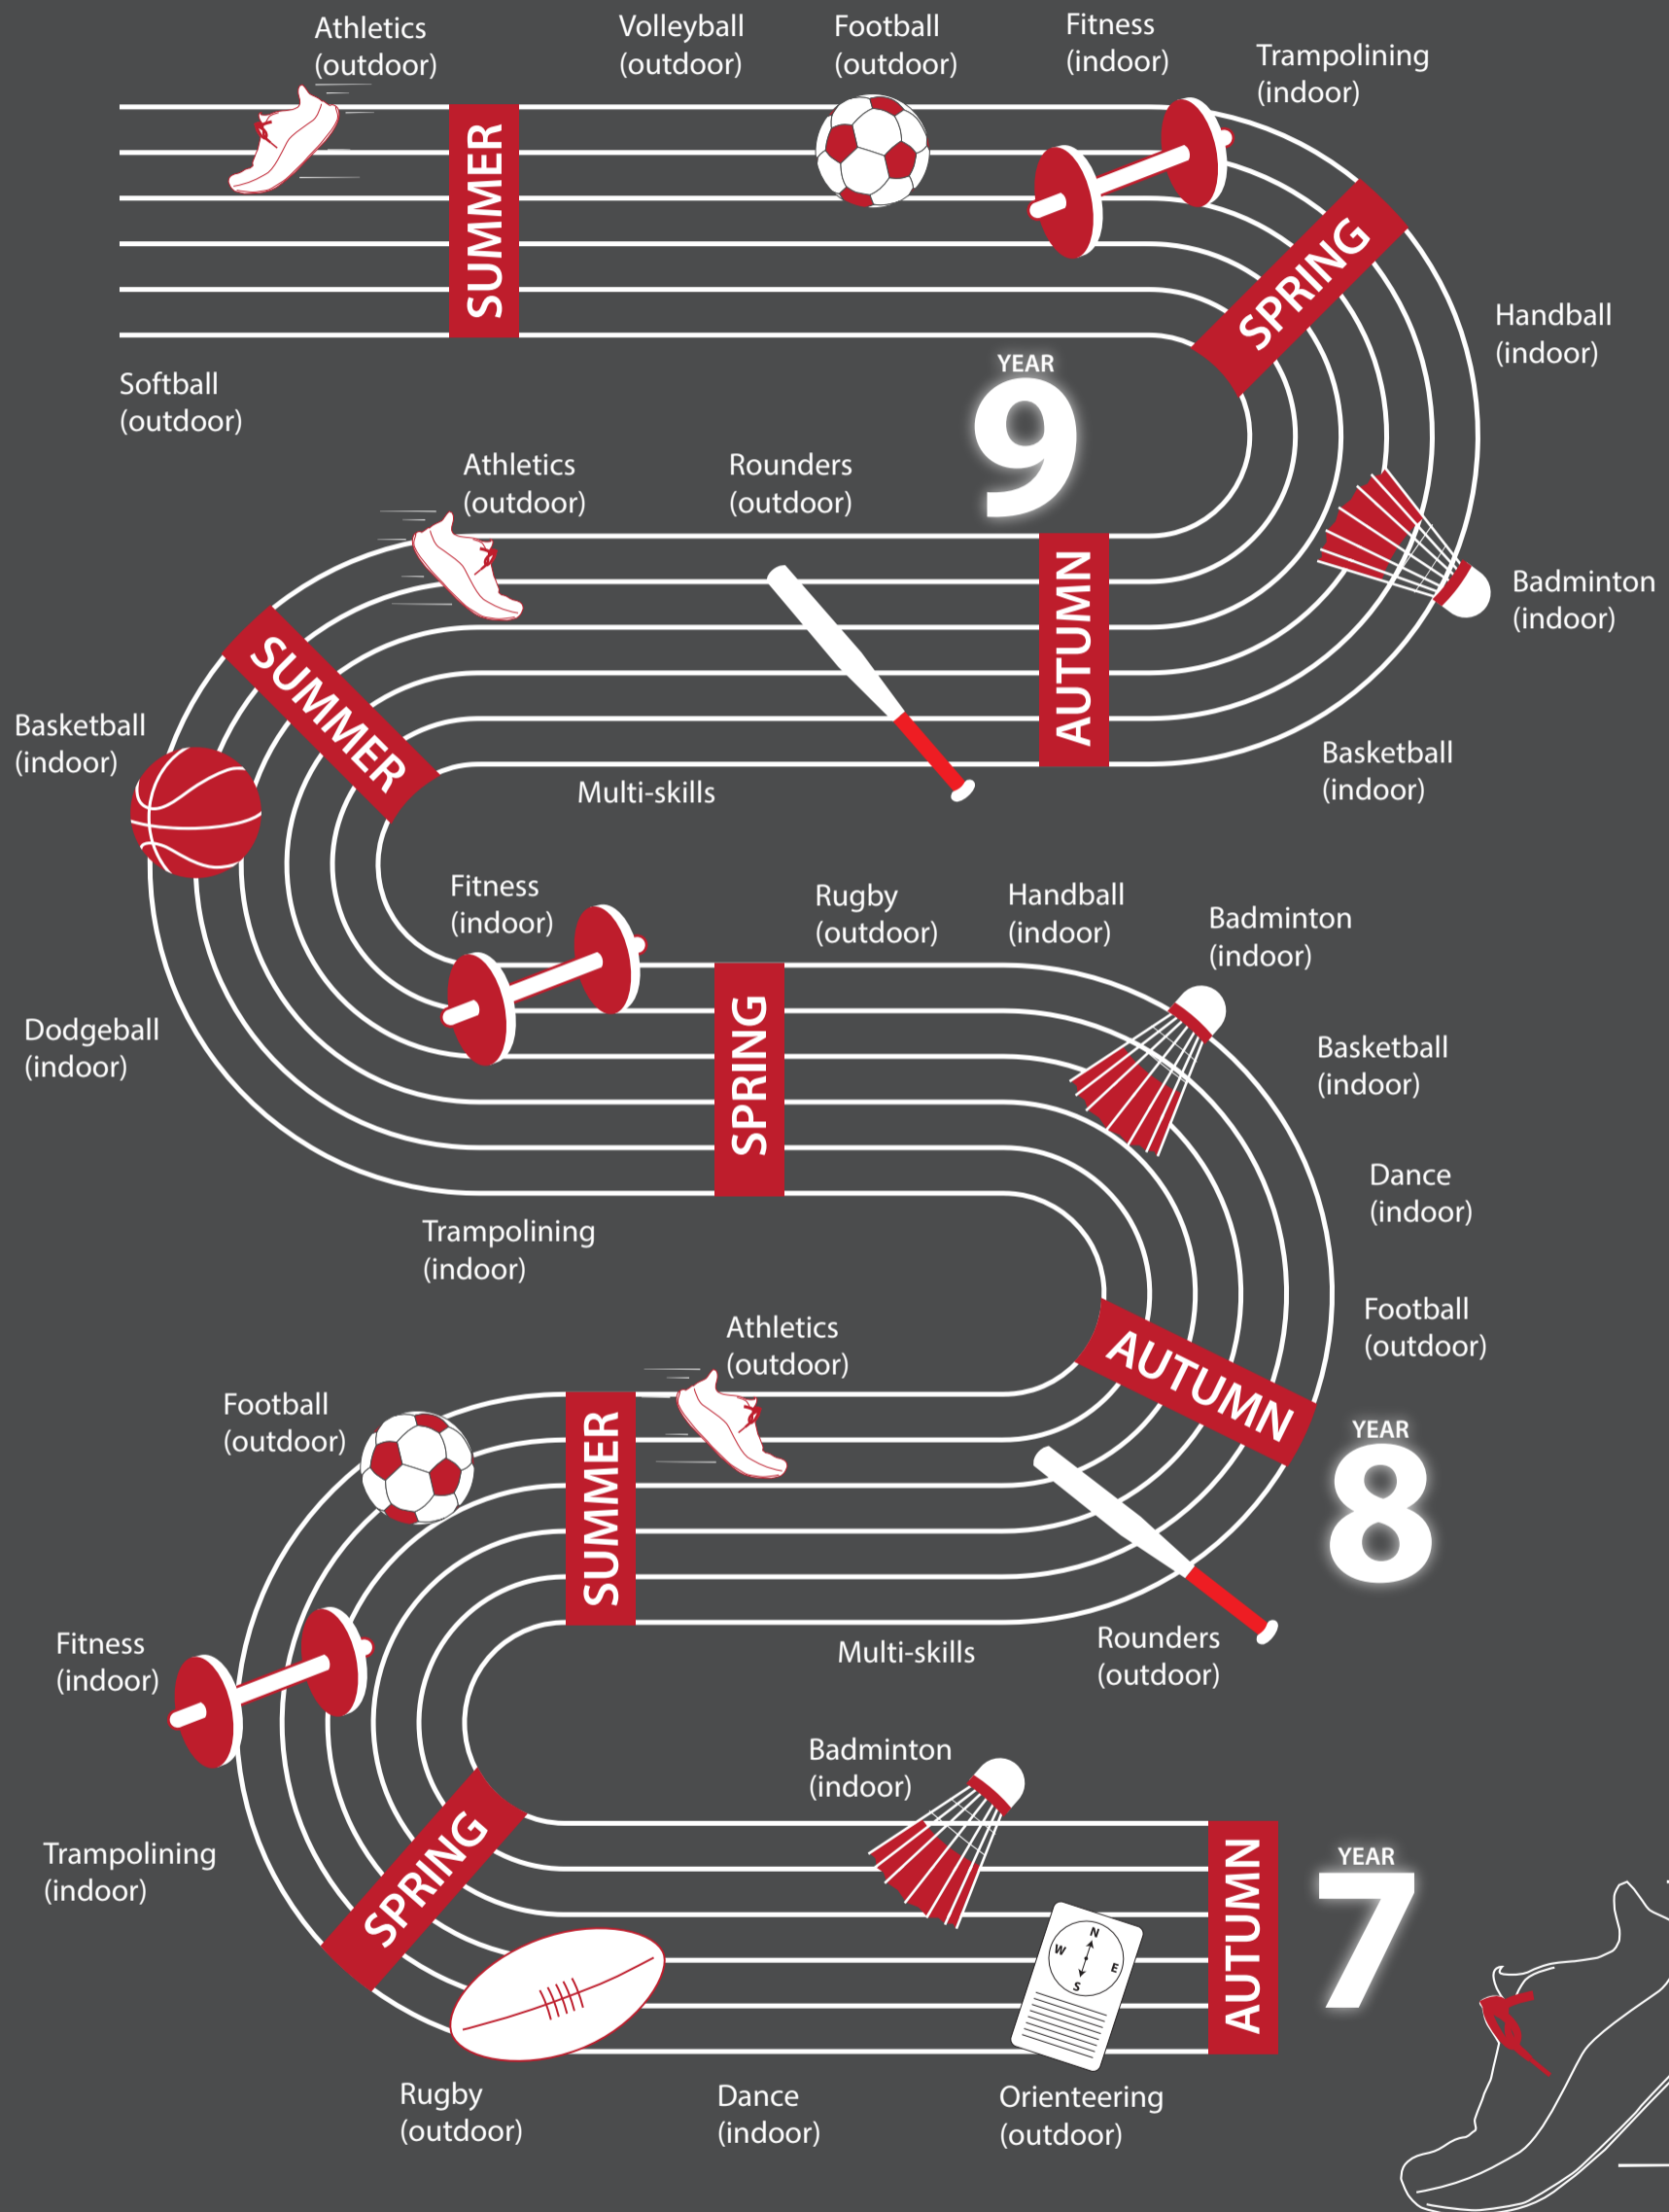 Athletics
(outdoor)
Volleyball
(outdoor)
Football
(outdoor)
Fitness
(indoor)
Trampolining
(indoor)
SUMMER
SPRING
Handball
(indoor)
YEAR
9
Softball
(outdoor)
Athletics
(outdoor)
Rounders
(outdoor)
AUTUMN
Badminton
(indoor)
SUMMER
Basketball
(indoor)
Basketball
(indoor)
Multi-skills
Fitness
(indoor)
Rugby
(outdoor)
Handball
(indoor)
Badminton
(indoor)
Dodgeball
(indoor)
SPRING
Basketball
(indoor)
Dance
(indoor)
Trampolining
(indoor)
Football
(outdoor)
Athletics
(outdoor)
AUTUMN
Football
(outdoor)
SUMMER
YEAR
8
Fitness
(indoor)
Multi-skills
Rounders
(outdoor)
Badminton
(indoor)
Trampolining
(indoor)
SPRING
AUTUMN
YEAR
7
N
W
E
S
Rugby
(outdoor)
Dance
(indoor)
Orienteering
(outdoor)